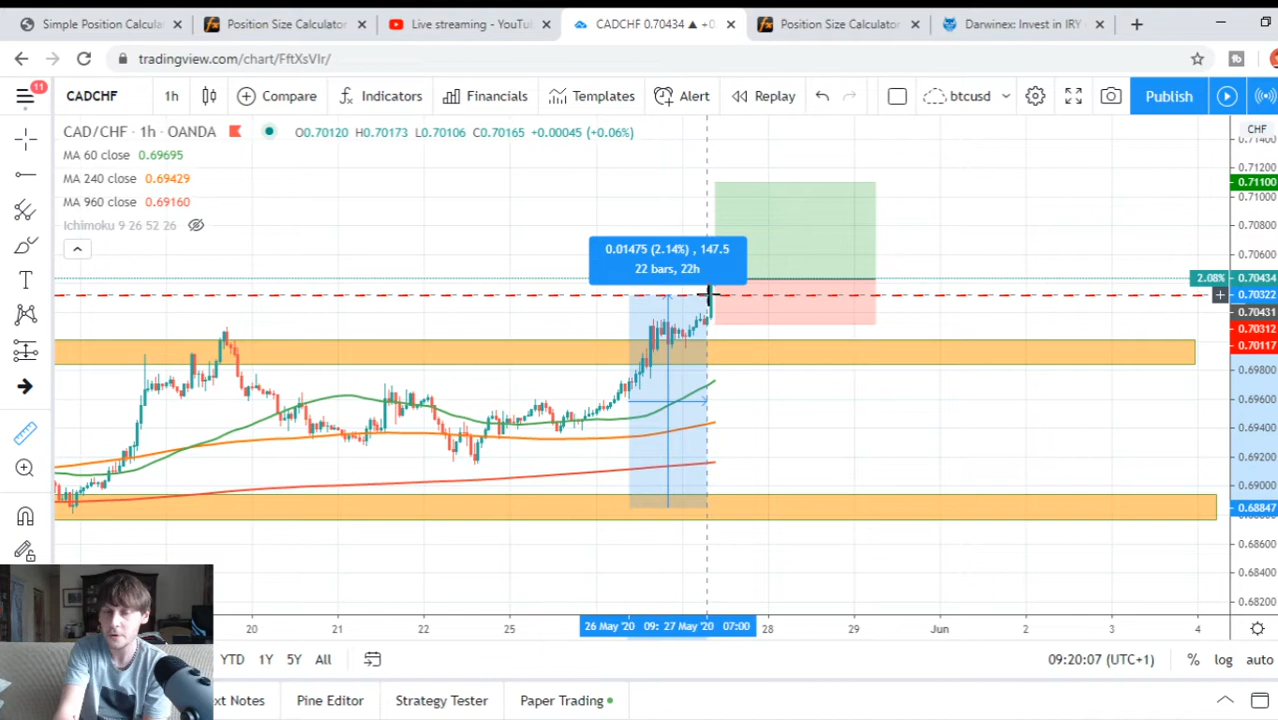 Simple Position Calcula
Position Size Calculator
Live streaming - YouTu
CADCHF 0.70434 ▲ +0.
Position Size Calculator
Darwinex: Invest in IRY
tradingview.com/chart/FftXsVIr/
11
CADCHF
1h
Compare
Indicators
Financials
Templates
Alert
Replay
btcusd
Publish
CAD/CHF · 1h · OANDA
O0.70120 H0.70173 L0.70106 C0.70165 +0.00045 (+0.06%)
CHF
0.71400
MA 60 close 0.69695
0.71200
MA 240 close 0.69429
0.71100
MA 960 close 0.69160
0.71000
Ichimoku 9 26 52 26
0.70800
0.01475 (2.14%) , 147.5
22 bars, 22h
0.70600
2.08%
0.70434
0.70322
0.70431
0.70312
0.70117
0.69800
0.69600
0.69400
0.69200
0.69000
0.68847
0.68600
0.68400
0.68200
20
21
22
25
26 May '20 09:
27 May '20 07:00
28
29
Jun
2
3
4
YTD
1Y
5Y
All
09:20:07 (UTC+1)
%
log
auto
xt Notes
Pine Editor
Strategy Tester
Paper Trading